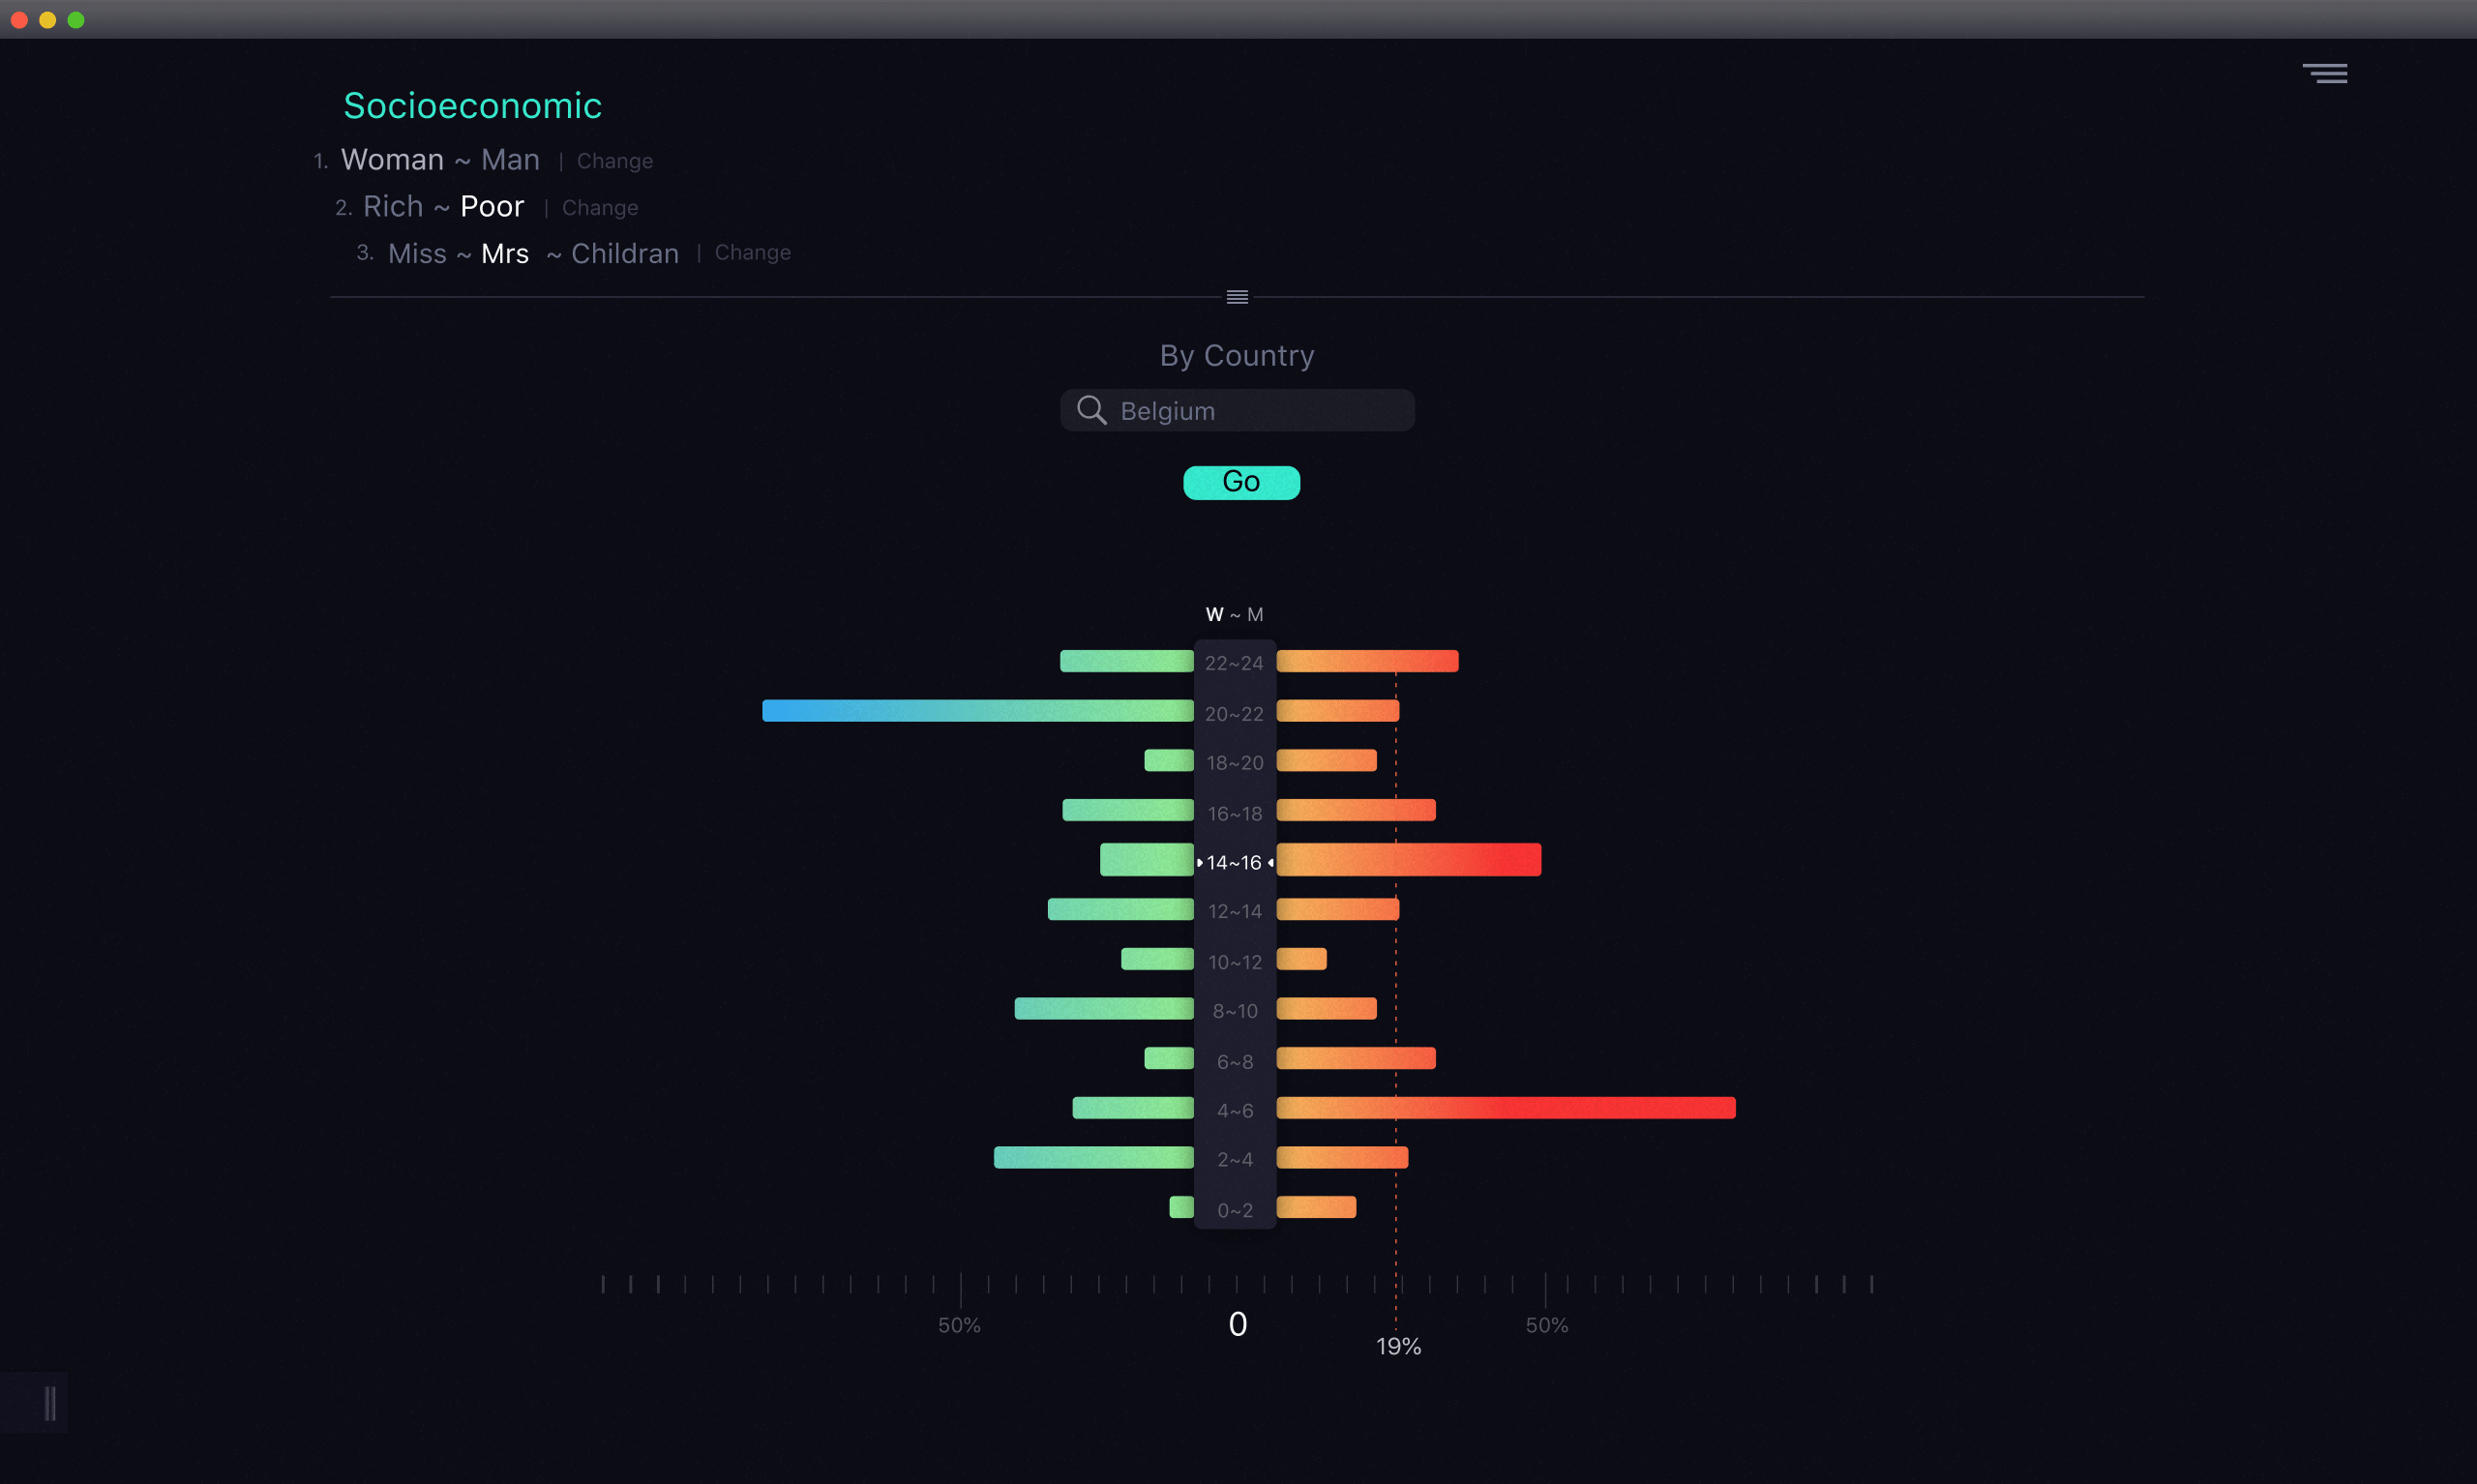 Socioeconomic
1. Woman ~ Man | Change
2. Rich ~ Poor | Change
3. Miss ~ Mrs ~ Childran | Change
By Country
Belgium
Go
W ~ M
22~24
20~22
18~20
16~18
14~16
12~14
10~12
8~10
6~8
4~6
2~4
0~2
50% 0 50%
19%